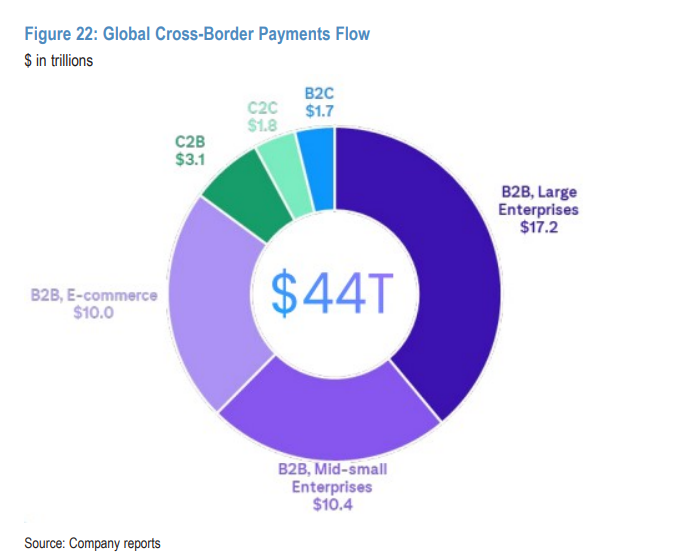 Figure 22: Global Cross-Border Payments Flow
$ in trillions
B2C
$1.7
C2C
$1.8
C2B
$3.1
B2B, Large
Enterprises
$17.2
B2B, E-commerce
$10.0
$44T
B2B, Mid-small
Enterprises
$10.4
Source: Company reports